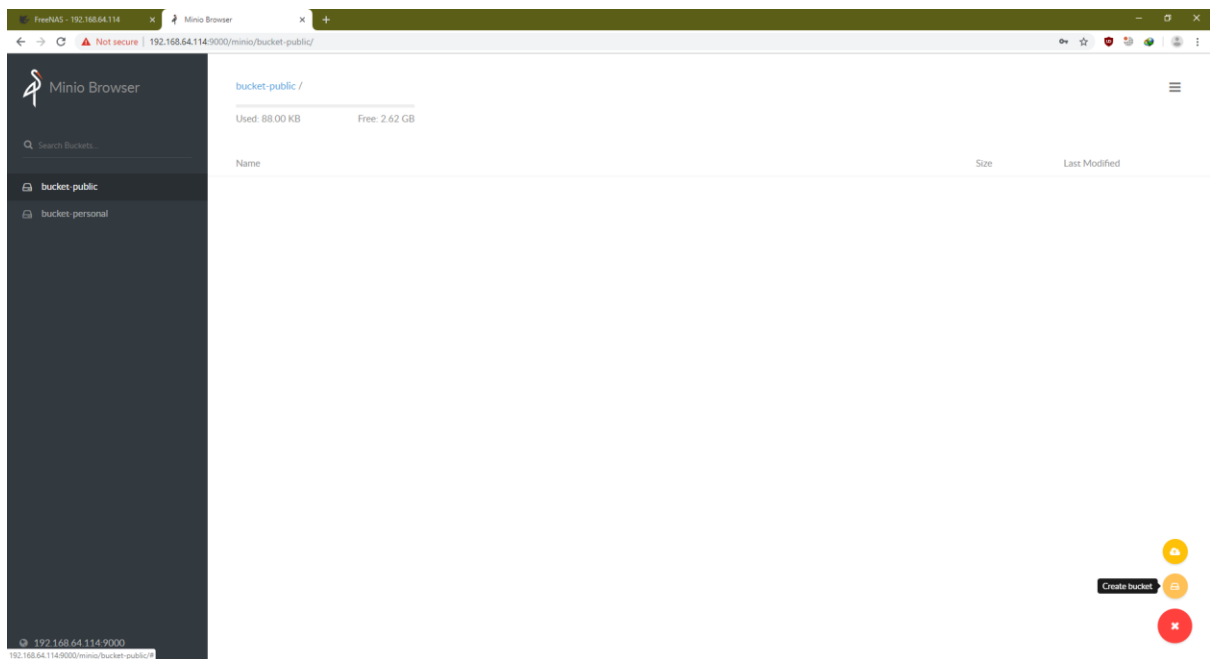 FreeNAS - 192.168.64.114
Minio Browser
Not secure | 192.168.64.114:9000/minio/bucket-public/
Minio Browser
bucket-public /
Used: 88.00 KB Free: 2.62 GB
Search Buckets...
Name Size Last Modified
bucket-public
bucket-personal
Create bucket
192.168.64.114:9000
192.168.64.114:9000/minio/bucket-public/#